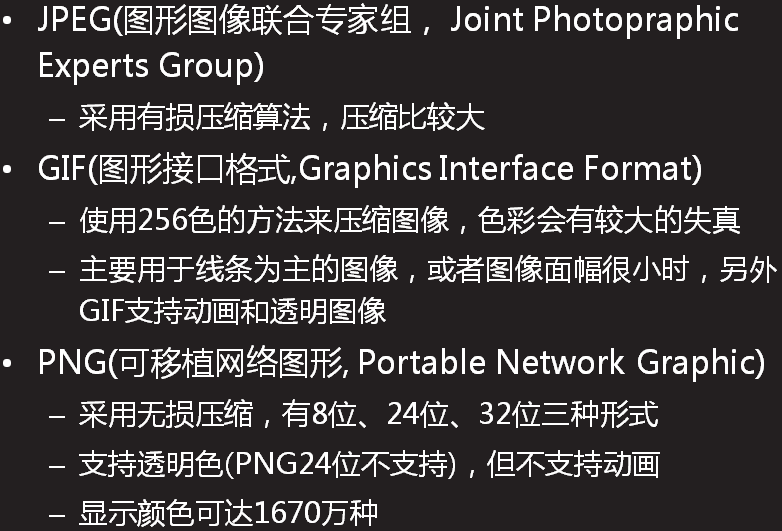 • JPEG(图形图像联合专家组， Joint Photopraphic
Experts Group)
– 采用有损压缩算法，压缩比较大
• GIF(图形接口格式,Graphics Interface Format)
– 使用256色的方法来压缩图像，色彩会有较大的失真
– 主要用于线条为主的图像，或者图像面幅很小时，另外
GIF支持动画和透明图像
• PNG(可移植网络图形, Portable Network Graphic)
– 采用无损压缩，有8位、24位、32位三种形式
– 支持透明色(PNG24位不支持)，但不支持动画
– 显示颜色可达1670万种